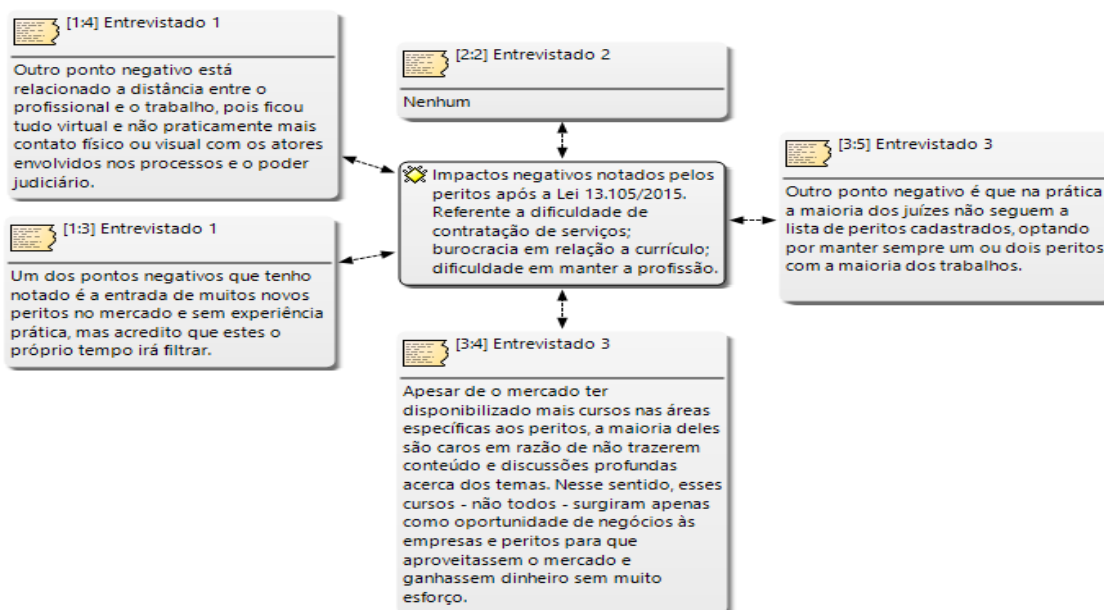 [1:4] Entrevistado 1
Outro ponto negativo está
relacionado a distância entre o
profissional e o trabalho, pois ficou
tudo virtual e não praticamente mais
contato físico ou visual com os atores
envolvidos nos processos e o poder
judiciário.
[2:2] Entrevistado 2
Nenhum
[3:5] Entrevistado 3
Outro ponto negativo é que na prática
a maioria dos juízes não seguem a
lista de peritos cadastrados, optando
por manter sempre um ou dois peritos
com a maioria dos trabalhos.
Impactos negativos notados pelos
peritos após a Lei 13.105/2015.
Referente a dificuldade de
contratação de serviços;
burocracia em relação a currículo;
dificuldade em manter a profissão.
[1:3] Entrevistado 1
Um dos pontos negativos que tenho
notado é a entrada de muitos novos
peritos no mercado e sem experiência
prática, mas acredito que estes o
próprio tempo irá filtrar.
[3:4] Entrevistado 3
Apesar de o mercado ter
disponibilizado mais cursos nas áreas
específicas aos peritos, a maioria deles
são caros em razão de não trazerem
conteúdo e discussões profundas
acerca dos temas. Nesse sentido, esses
cursos - não todos - surgiram apenas
como oportunidade de negócios às
empresas e peritos para que
aproveitassem o mercado e
ganhassem dinheiro sem muito
esforço.